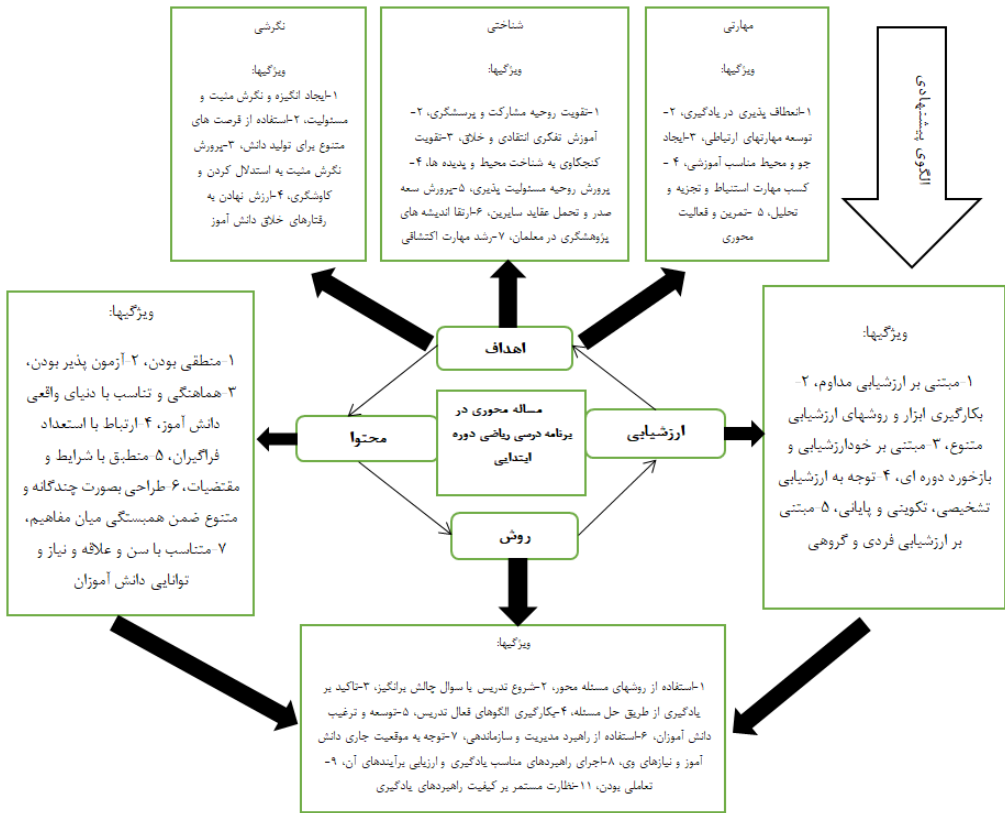 الگوی پیشنهادی
مهارتی
ویژگیها:
۱-انعطاف پذیری در یادگیری، ۲-
توسعه مهارتهای ارتباطی، ۳-ایجاد
جو و محیط مناسب آموزشی، ۴-
کسب مهارت استنباط و تجزیه و
تحلیل، ۵ -تمرین و فعالیت
محوری
شناختی
ویژگیها:
۱-تقویت روحیه مشارکت و پرسشگری، ۲-
آموزش تفکری انتقادی و خلاق، ۳-تقویت
کنجکاوی به شناخت محیط و پدیده ها، ۴-
پرورش روحیه مسئولیت پذیری، ۵-پرورش سعه
صدر و تحمل عقاید سایرین، ۶-ارتقا اندیشه های
پژوهشگری در معلمان، ۷-رشد مهارت اکتشافی
نگرشی
ویژگیها:
۱-ایجاد انگیزه و نگرش مثبت و
مسئولیت، ۲-استفاده از فرصت های
متنوع برای تولید دانش، ۳-پرورش
نگرش مثبت به استدلال کردن و
کاوشگری، ۴-ارزش نهادن به
رفتارهای خلاق دانش آموز
اهداف
ارزشیابی
مساله محوری در
برنامه درسی ریاضی دوره
ابتدایی
محتوا
روش
ویژگیها:
۱-مبتنی بر ارزشیابی مداوم، ۲-
بکارگیری ابزار و روشهای ارزشیابی
متنوع، ۳-مبتنی بر خودارزشیابی و
بازخورد دوره ای، ۴-توجه به ارزشیابی
تشخیصی، تکوینی و پایانی، ۵-مبتنی
بر ارزشیابی فردی و گروهی
ویژگیها:
۱-منطقی بودن، ۲-آزمون پذیر بودن،
۳-هماهنگی و تناسب با دنیای واقعی
دانش آموز، ۴-ارتباط با استعداد
فراگیران، ۵-منطبق با شرایط و
مقتضیات، ۶-طراحی بصورت چندگانه و
متنوع ضمن همبستگی میان مفاهیم،
۷-متناسب با سن و علاقه و نیاز و
توانایی دانش آموزان
ویژگیها:
۱-استفاده از روشهای مسئله محور، ۲-شروع تدریس با سوال چالش برانگیز، ۳-تاکید بر
یادگیری از طریق حل مسئله، ۴-بکارگیری الگوهای فعال تدریس، ۵-توسعه و ترغیب
دانش آموزان، ۶-استفاده از راهبرد مدیریت و سازماندهی، ۷-توجه به موقعیت جاری دانش
آموز و نیازهای وی، ۸-اجرای راهبردهای مناسب یادگیری و ارزیابی برآیندهای آن، ۹-
تعاملی بودن، ۱۱-نظارت مستمر بر کیفیت راهبردهای یادگیری